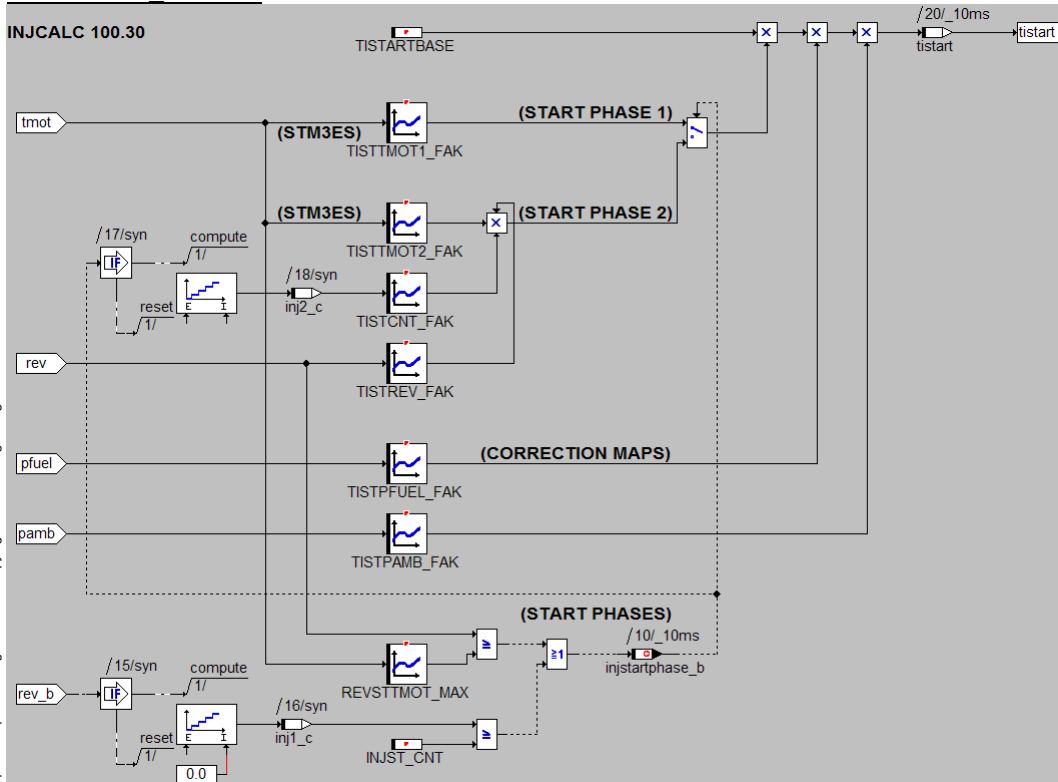 /20/_10ms
INJCALC 100.30
TISTARTBASE
tistart
tistart
tmot
(STM3ES)
(START PHASE 1)
TISTTMOT1_FAK
(STM3ES)
(START PHASE 2)
/17/syn
compute
1/
TISTTMOT2_FAK
IF
/18/syn
reset
1/
E I
inj2_c
TISTCNT_FAK
rev
TISTREV_FAK
(CORRECTION MAPS)
pfuel
TISTPFUEL_FAK
pamb
TISTPAMB_FAK
(START PHASES)
/10/_10ms
≥
≥1
injstartphase_b
/15/syn
compute
1/
REVSTTMOT_MAX
rev_b
IF
/16/syn
reset
1/
E I
inj1_c
≥
INJST_CNT
0.0